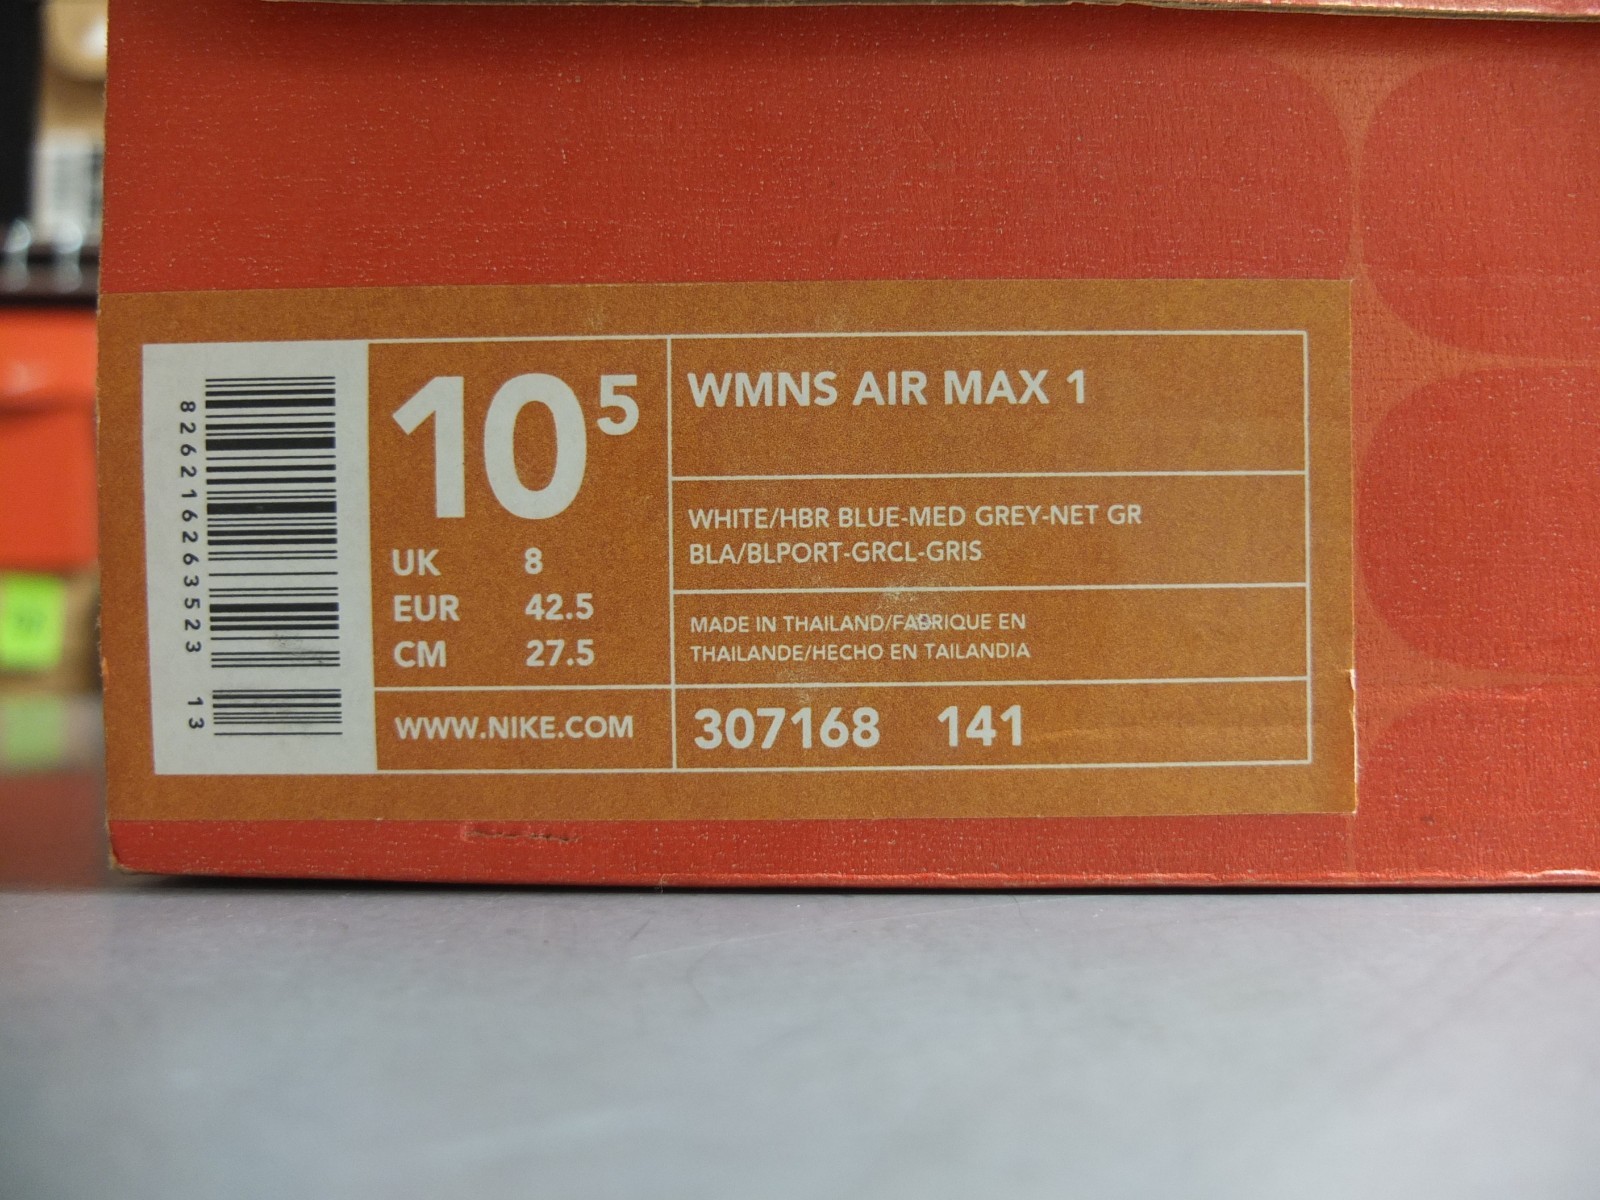 8262162635 23 13
10 5
UK 8
EUR 42.5
CM 27.5
WWW.NIKE.COM
WMNS AIR MAX 1
WHITE/HBR BLUE-MED GREY-NET GR
BLA/BLPORT-GRCL-GRIS
MADE IN THAILAND/FABRIQUE EN
THAILANDE/HECHO EN TAILANDIA
307168 141